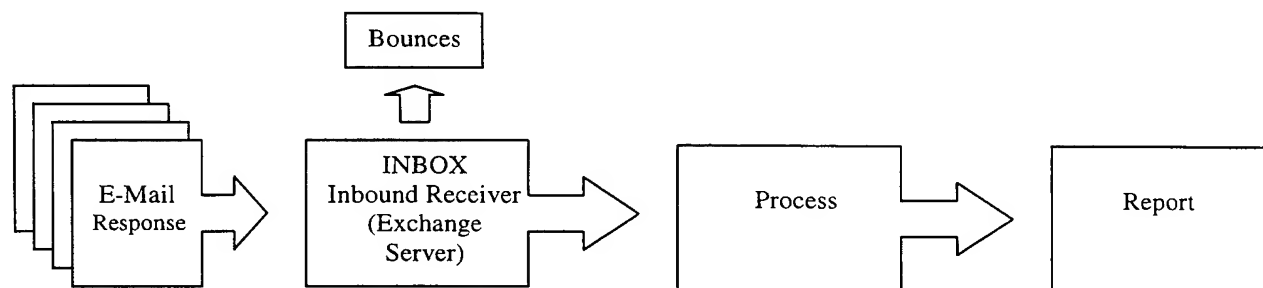 Bounces
E-Mail
Response
INBOX
Inbound Receiver
(Exchange
Server)
Process
Report